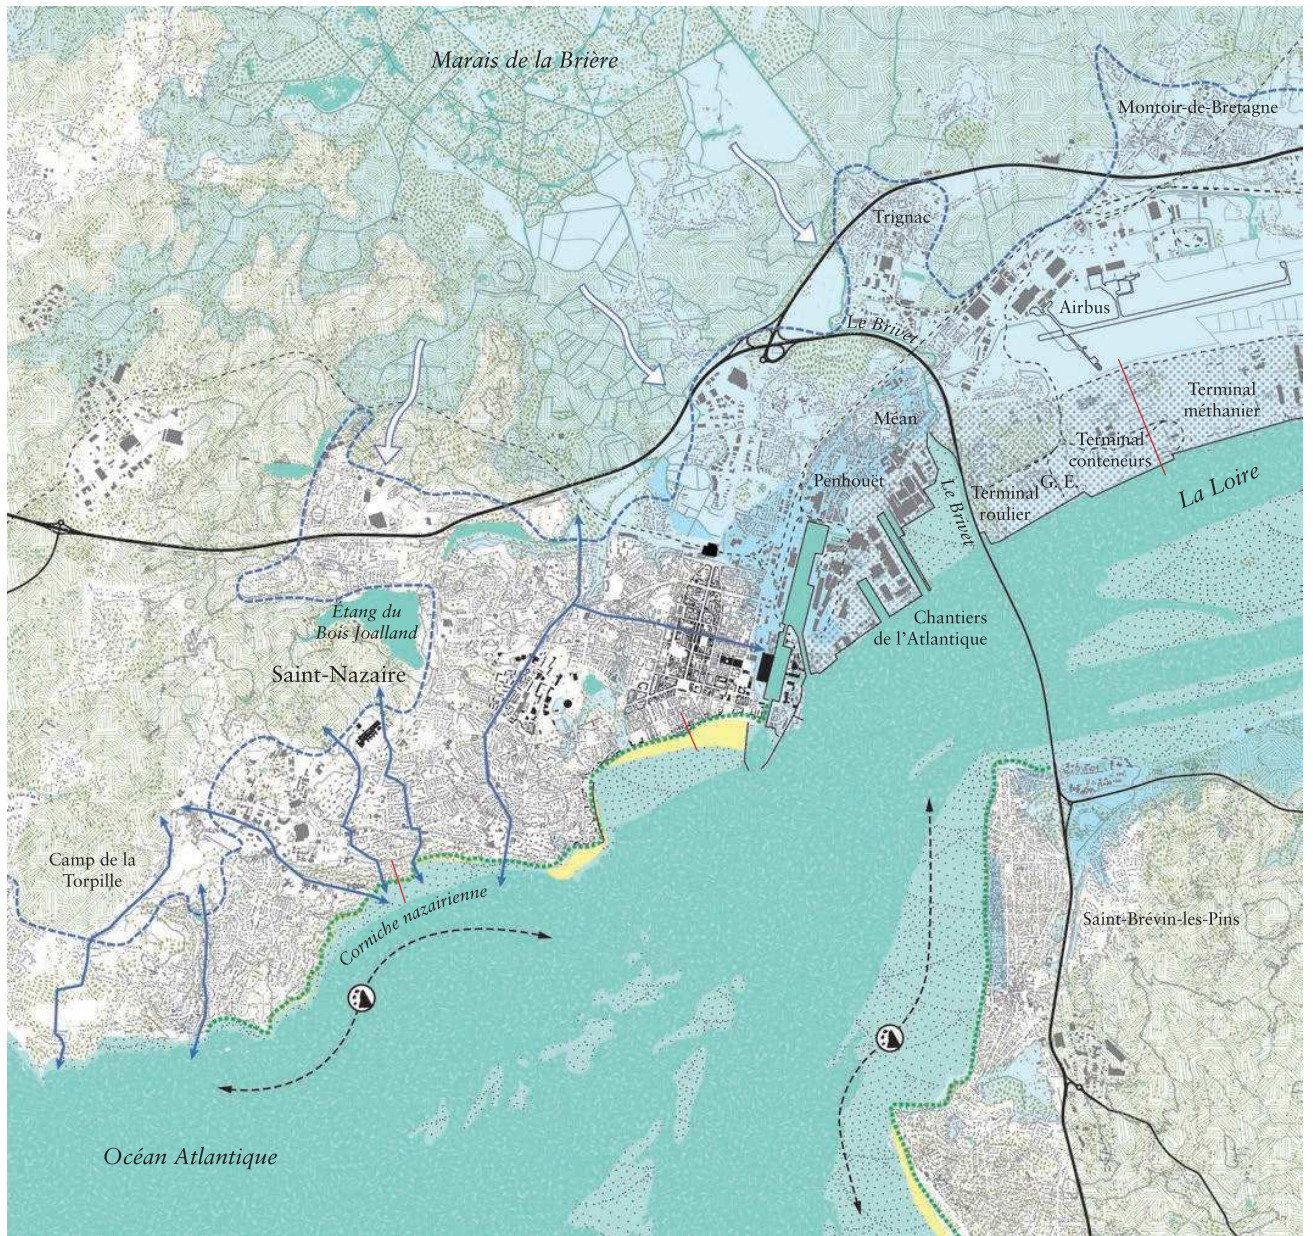 Marais de la Brière
Montoir-de-Bretagne
Trignac
Airbus
Le Brivet
Terminal
méthanier
Méan
Terminal
conteneurs
Penhouët
G. E.
La Loire
Terminal
roulier
Le Brivet
Étang du
Bois Joalland
Chantiers
de l'Atlantique
Saint-Nazaire
Camp de la
Torpille
Corniche nazairienne
Saint-Brévin-les-Pins
Océan Atlantique